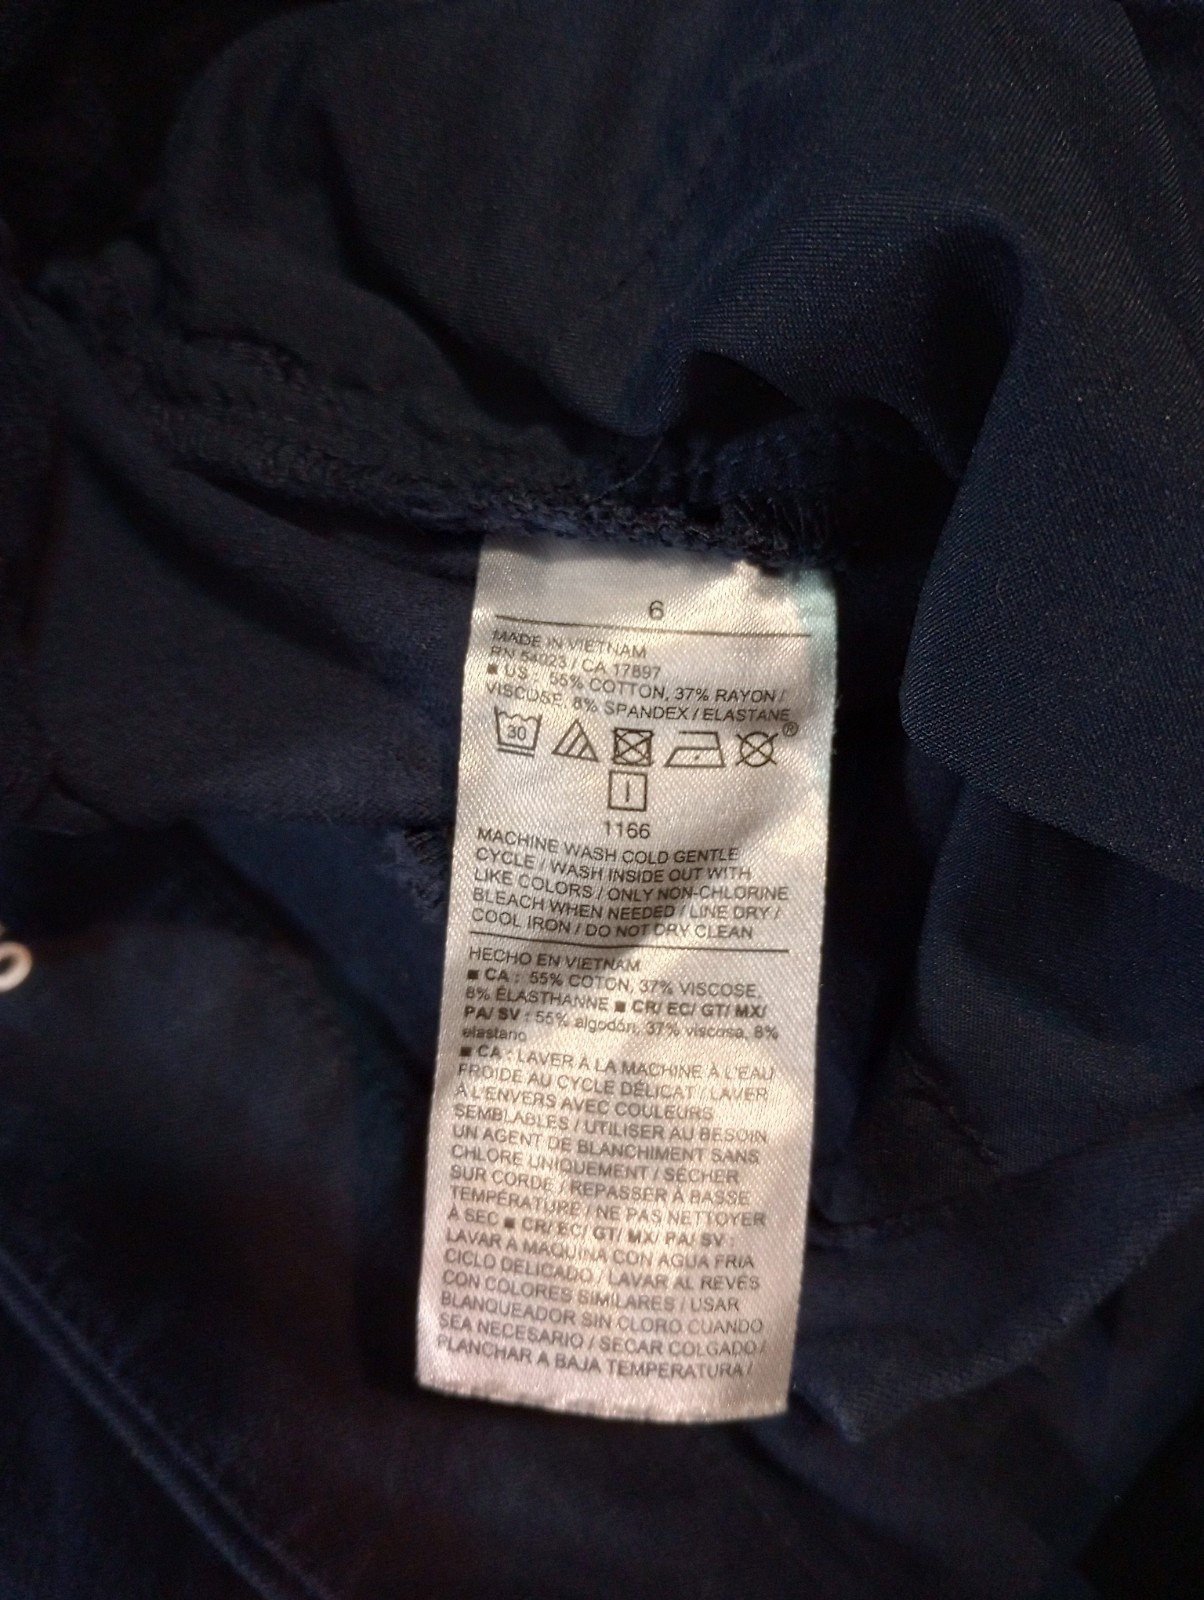 6
MADE IN VIETNAM
RN 54023 / CA 17897
■ US : 55% COTTON, 37% RAYON /
VISCOSE, 8% SPANDEX / ELASTANE
30
®
1166
MACHINE WASH COLD GENTLE
CYCLE / WASH INSIDE OUT WITH
LIKE COLORS / ONLY NON-CHLORINE
BLEACH WHEN NEEDED / LINE DRY /
COOL IRON / DO NOT DRY CLEAN
HECHO EN VIETNAM
■ CA : 55% COTON, 37% VISCOSE,
8% ÉLASTHANNE ■ CR/ EC/ GT/ MX/
PA/ SV : 55% algodón, 37% viscosa, 8%
elastano
■ CA : LAVER À LA MACHINE À L'EAU
FROIDE AU CYCLE DÉLICAT / LAVER
À L'ENVERS AVEC COULEURS
SEMBLABLES / UTILISER AU BESOIN
UN AGENT DE BLANCHIMENT SANS
CHLORE UNIQUEMENT / SÉCHER
SUR CORDE / REPASSER À BASSE
TEMPÉRATURE / NE PAS NETTOYER
À SEC ■ CR/ EC/ GT/ MX/ PA/ SV :
LAVAR A MAQUINA CON AGUA FRIA
CICLO DELICADO / LAVAR AL REVÉS
CON COLORES SIMILARES / USAR
BLANQUEADOR SIN CLORO CUANDO
SEA NECESARIO / SECAR COLGADO /
PLANCHAR A BAJA TEMPERATURA /